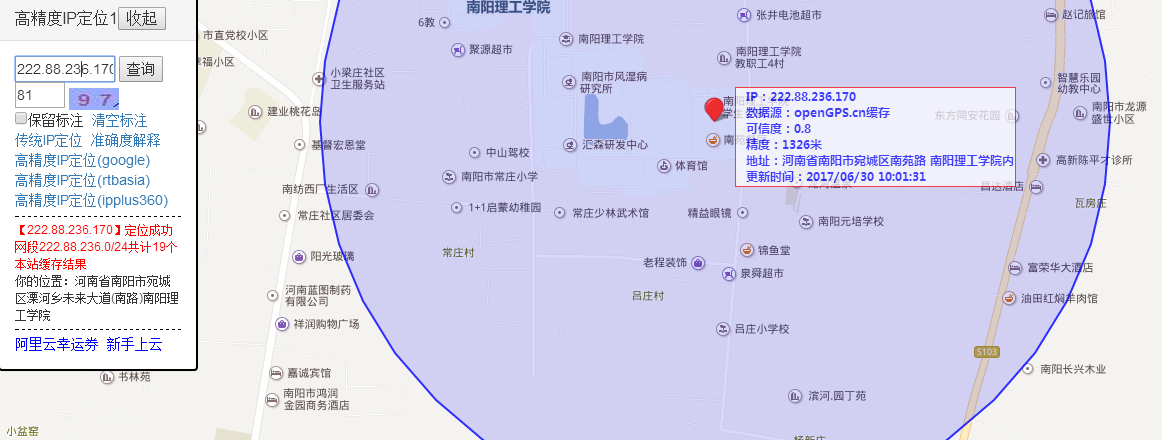 高精度IP定位1 收起
222.88.236.170 查询
81 97,
保留标注 清空标注
传统IP定位 准确度解释
高精度IP定位(google)
高精度IP定位(rtbasia)
高精度IP定位(ipplus360)
【222.88.236.170】定位成功
网段222.88.236.0/24共计19个
本站缓存结果
你的位置：河南省南阳市宛城
区溧河乡未来大道(南路)南阳理
工学院
阿里云幸运券 新手上云
IP：222.88.236.170
数据源：openGPS.cn缓存
可信度：0.8
精度：1326米
地址：河南省南阳市宛城区南苑路 南阳理工学院内
更新时间：2017/06/30 10:01:31
南阳理工学院
6教
张井电池超市
赵记旅馆
市直党校小区
聚源超市
南阳理工学院
南阳理工学院
教职工4村
幸福小区
小梁庄社区
卫生服务站
南阳市风湿病
研究所
智慧乐园
幼教中心
建业桃花岛
东方同安花园
南阳市龙源
盛世小区
基督宏恩堂
中山驾校
汇森研发中心
体育馆
高新陈平才诊所
南纺西厂生活区
南阳市常庄小学
昌达酒店
瓦房庄
常庄社区居委会
1+1启蒙幼稚园
常庄少林武术馆
精益眼镜
南阳元培学校
阳光玻璃
常庄村
锦鱼堂
老程装饰
泉舜超市
富荣华大酒店
河南蓝图制药
有限公司
吕庄村
油田红焖羊肉馆
祥润购物广场
吕庄小学校
S103
书林苑
嘉诚宾馆
南阳长兴木业
南阳市鸿润
金园商务酒店
滨河.园丁苑
小盆窑